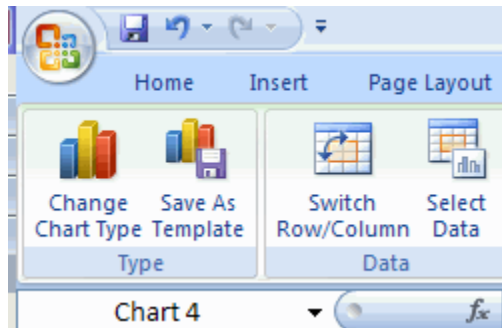 Home Insert Page Layout
Change Save As Switch Select
Chart Type Template Row/Column Data
Type Data
Chart 4 fx